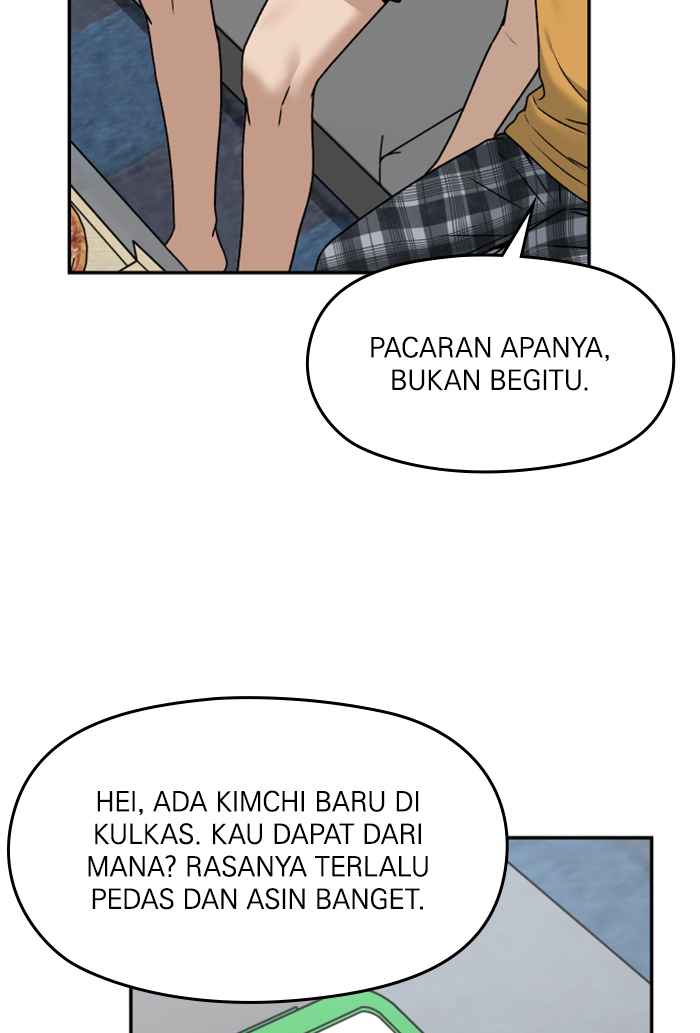 PACARAN APANYA,
BUKAN BEGITU.
HEI, ADA KIMCHI BARU DI
KULKAS. KAU DAPAT DARI
MANA? RASANYA TERLALU
PEDAS DAN ASIN BANGET.